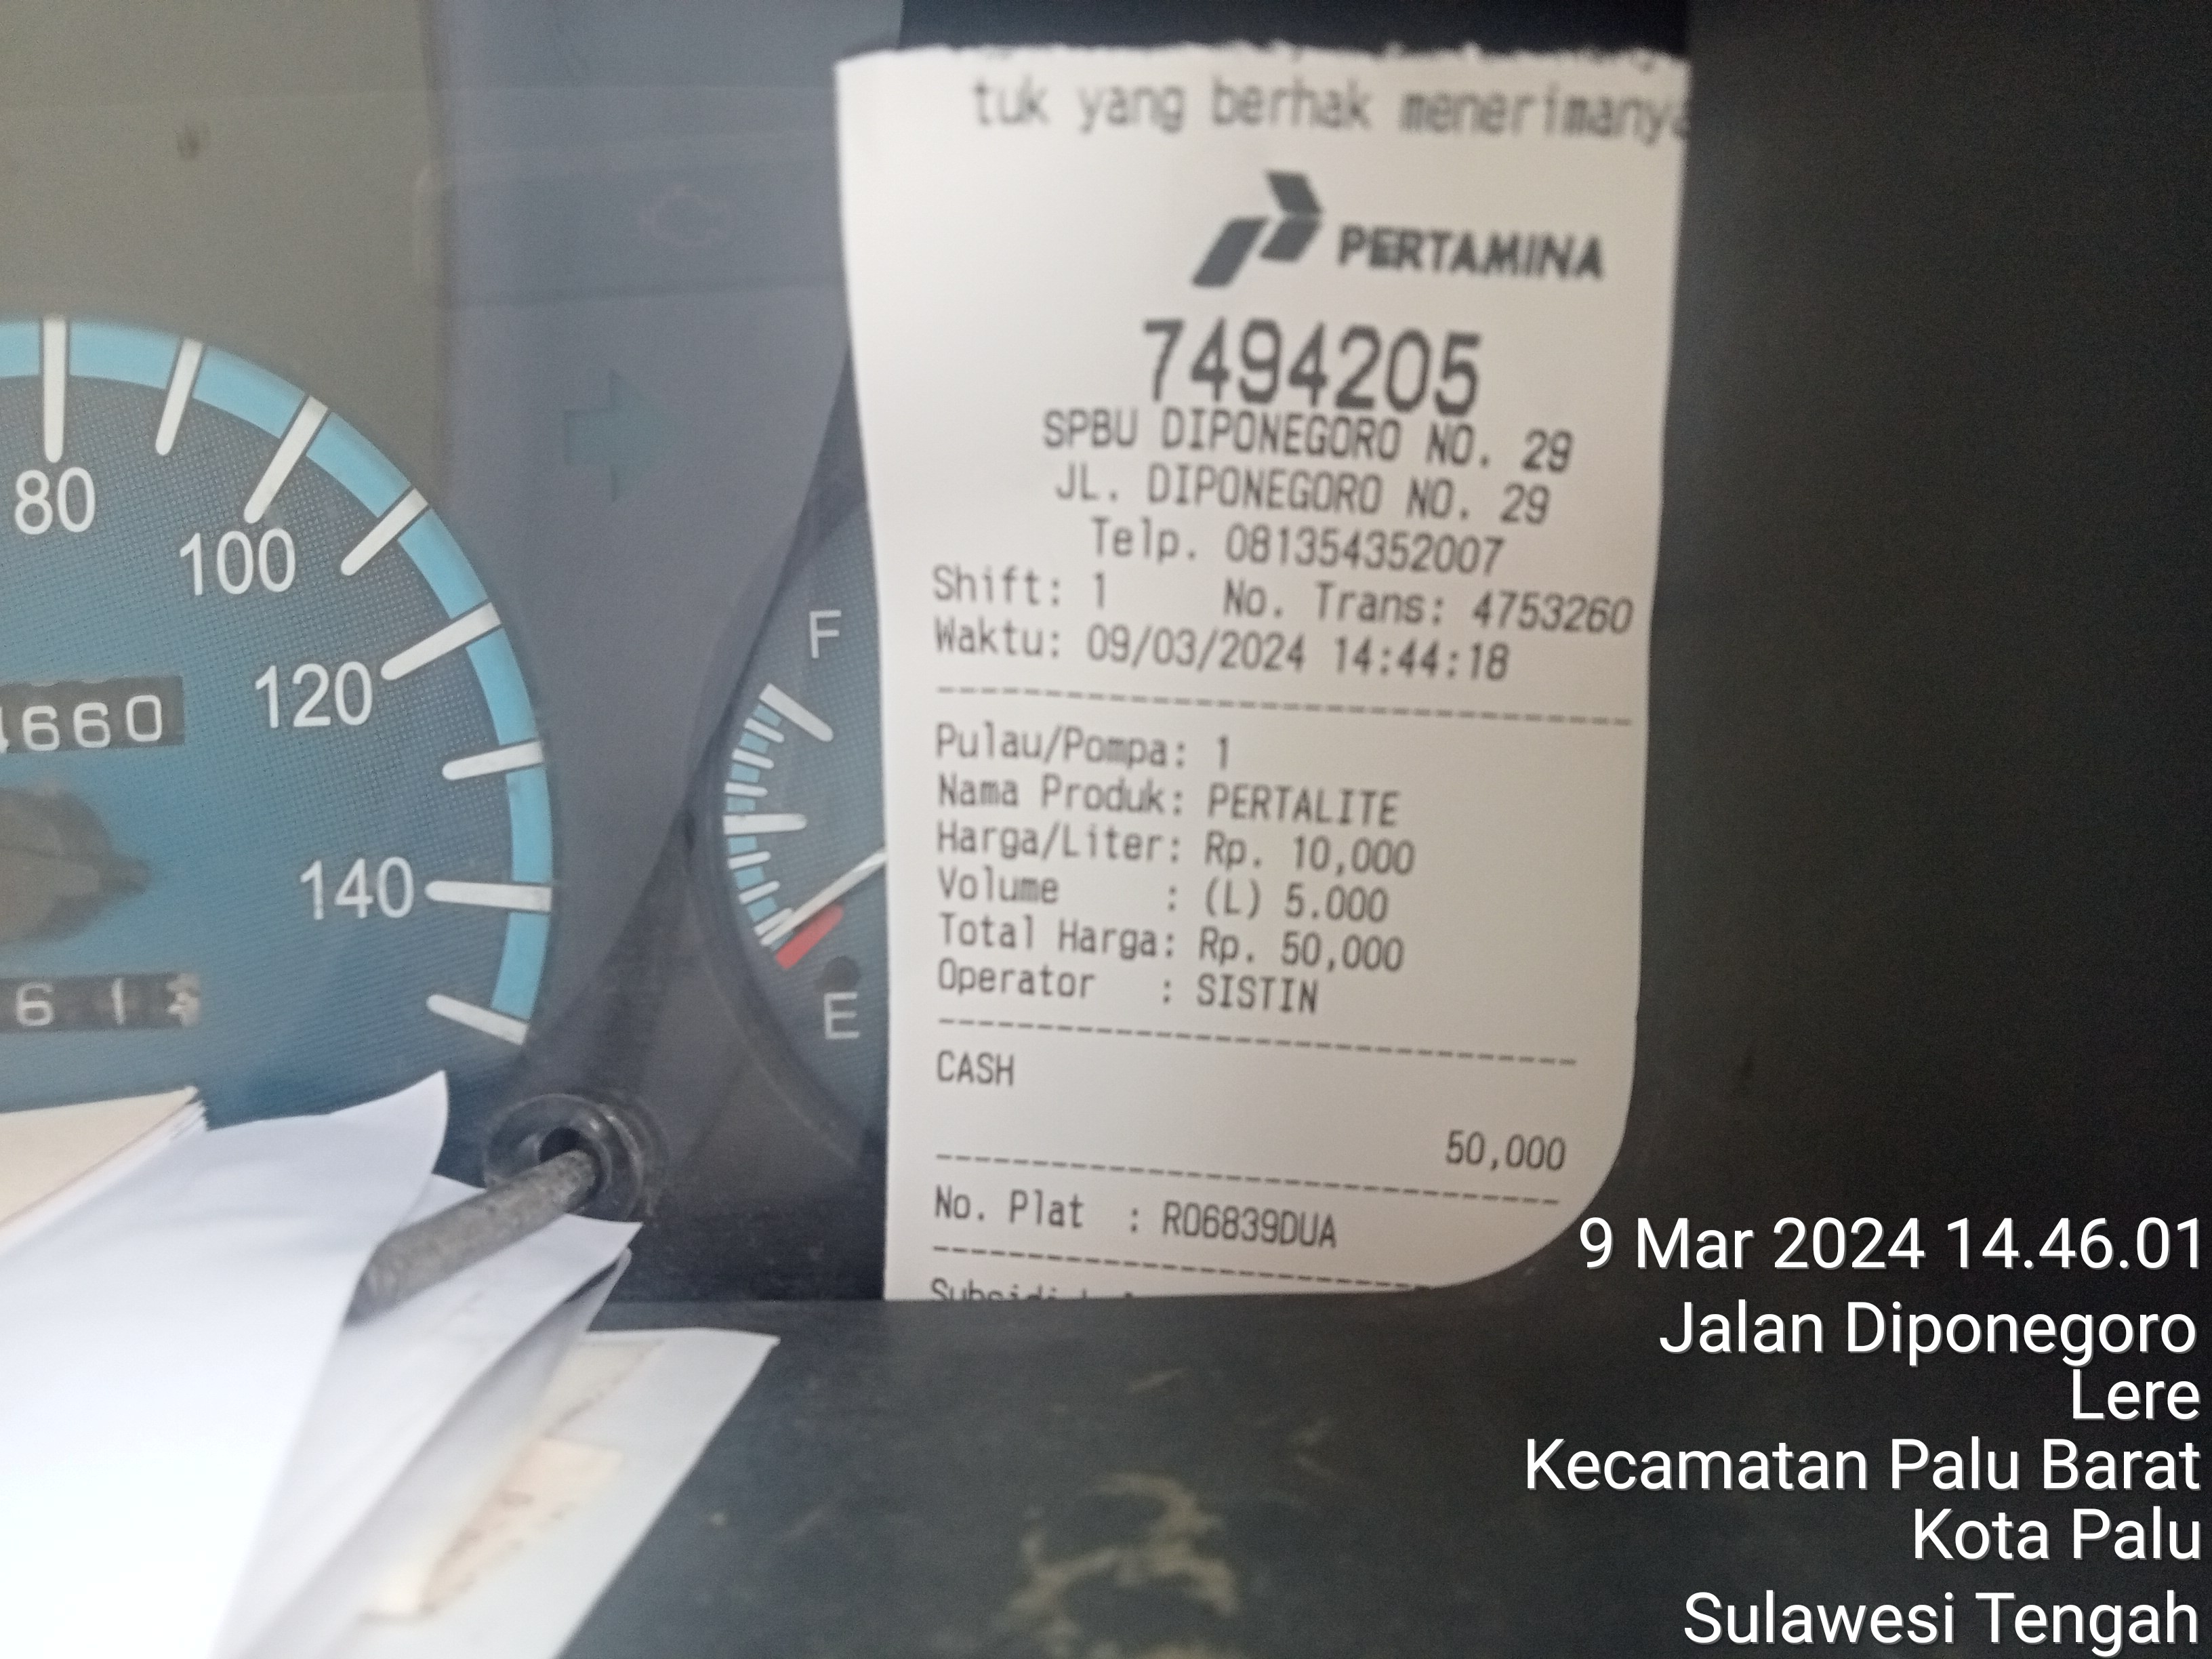 tuk yang berhak menerimanya
PERTAMINA
7494205
SPBU DIPONEGORO NO. 29
JL. DIPONEGORO NO. 29
Telp. 081354352007
Shift: 1 No. Trans: 4753260
Waktu: 09/03/2024 14:44:18
Pulau/Pompa: 1
Nama Produk: PERTALITE
Harga/Liter: Rp. 10,000
Volume : (L) 5.000
Total Harga: Rp. 50,000
Operator : SISTIN
CASH
50,000
No. Plat : RO6839DUA
80
100
120
140
660
61
F
E
9 Mar 2024 14.46.01
Jalan Diponegoro
Lere
Kecamatan Palu Barat
Kota Palu
Sulawesi Tengah